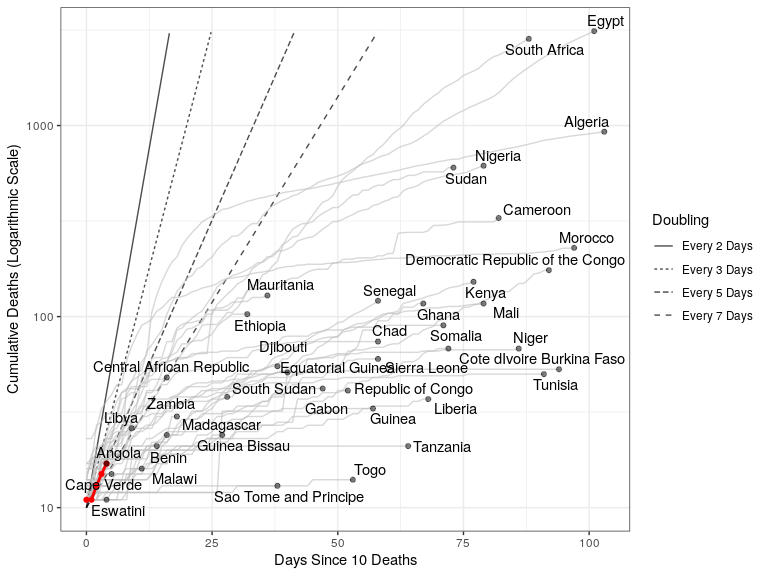 Egypt
South Africa
Algeria
Nigeria
Sudan
Cameroon
Morocco
Democratic Republic of the Congo
Mauritania
Senegal
Kenya
Ghana
Mali
Ethiopia
Chad
Somalia
Djibouti
Niger
Central African Republic
Equatorial Guinea
Sierra Leone
Cote dIvoire
Burkina Faso
South Sudan
Republic of Congo
Tunisia
Zambia
Gabon
Liberia
Libya
Madagascar
Guinea
Guinea Bissau
Tanzania
Angola
Benin
Togo
Malawi
Cape Verde
Sao Tome and Principe
Eswatini
1000
100
10
0
25
50
75
100
Days Since 10 Deaths
Cumulative Deaths (Logarithmic Scale)
Doubling
Every 2 Days
Every 3 Days
Every 5 Days
Every 7 Days